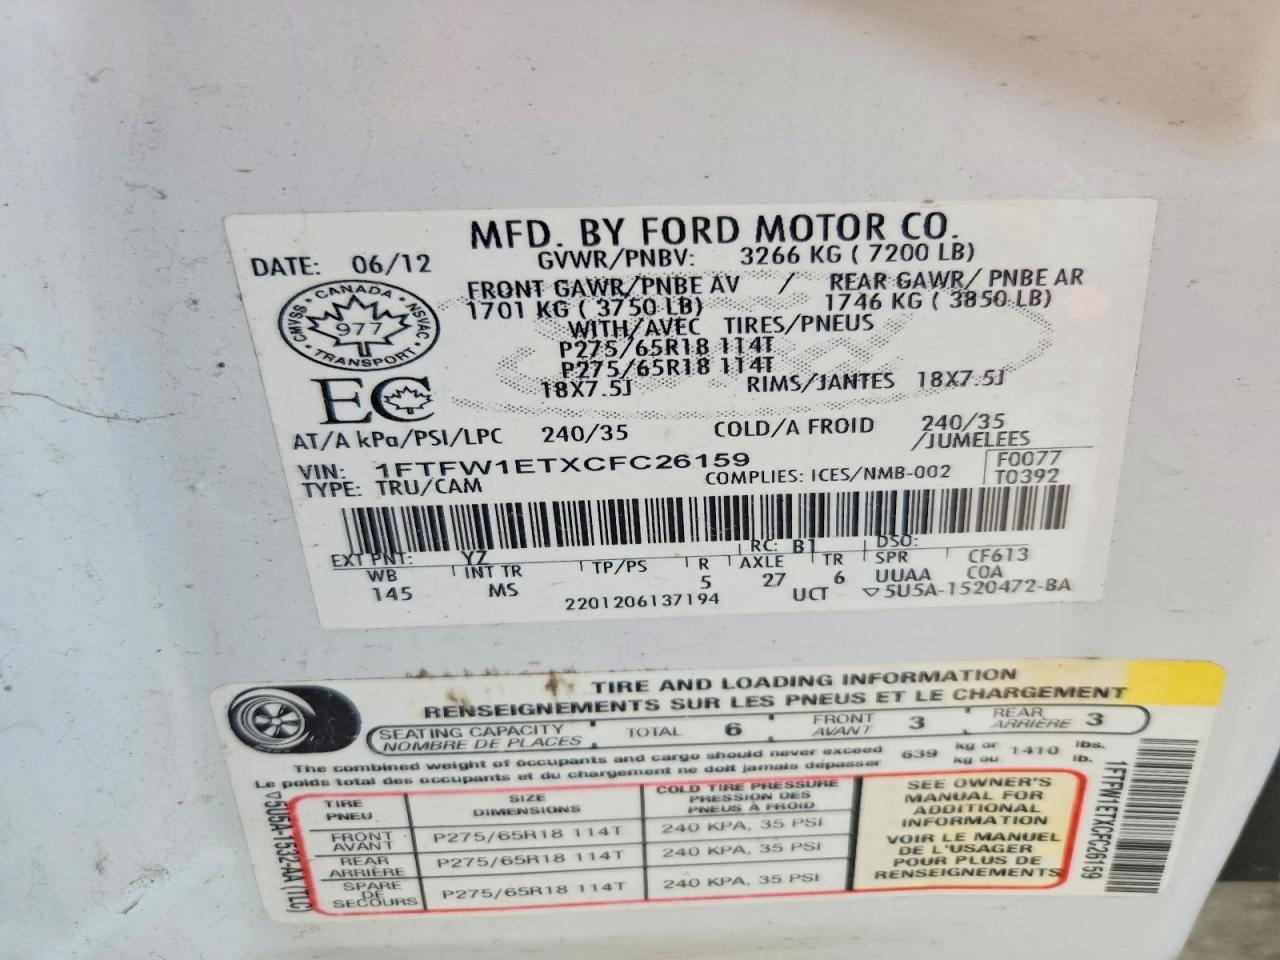 MFD. BY FORD MOTOR CO.
DATE: 06/12 GVWR/PNBV: 3266 KG ( 7200 LB)
FRONT GAWR/PNBE AV / REAR GAWR/ PNBE AR
1701 KG ( 3750 LB) 1746 KG ( 3850 LB)
WITH/AVEC TIRES/PNEUS
P275/65R18 114T
P275/65R18 114T
18X7.5J RIMS/JANTES 18X7.5J
CANADA
CMVSS 977 NSVAC
TRANSPORT
EC
AT/A kPa/PSI/LPC 240/35 COLD/A FROID 240/35
/JUMELEES
VIN: 1FTFW1ETXCFC26159 F0077
TYPE: TRU/CAM COMPLIES: ICES/NMB-002 T0392
EXT PNT: YZ RC: B1 DSO:
WB INT TR TP/PS R AXLE TR SPR CF613
145 MS 5 27 6 UUAA C0A
2201206137194 UCT ▽5U5A-1520472-BA
TIRE AND LOADING INFORMATION
RENSEIGNEMENTS SUR LES PNEUS ET LE CHARGEMENT
SEATING CAPACITY TOTAL 6 FRONT 3 REAR 3
NOMBRE DE PLACES AVANT ARRIÈRE
The combined weight of occupants and cargo should never exceed 639 kg or 1410 lbs.
Le poids total des occupants et du chargement ne doit jamais dépasser kg ou lb.
TIRE SIZE COLD TIRE PRESSURE
PNEU DIMENSIONS PRESSION DES
PNEUS À FROID
FRONT
AVANT P275/65R18 114T 240 KPA, 35 PSI
REAR
ARRIÈRE P275/65R18 114T 240 KPA, 35 PSI
SPARE
DE
SECOURS P275/65R18 114T 240 KPA, 35 PSI
SEE OWNER'S
MANUAL FOR
ADDITIONAL
INFORMATION
VOIR LE MANUEL
DE L'USAGER
POUR PLUS DE
RENSEIGNEMENTS
▽5U5A-1532-AA (TLC)
1FTFW1ETXCFC26159